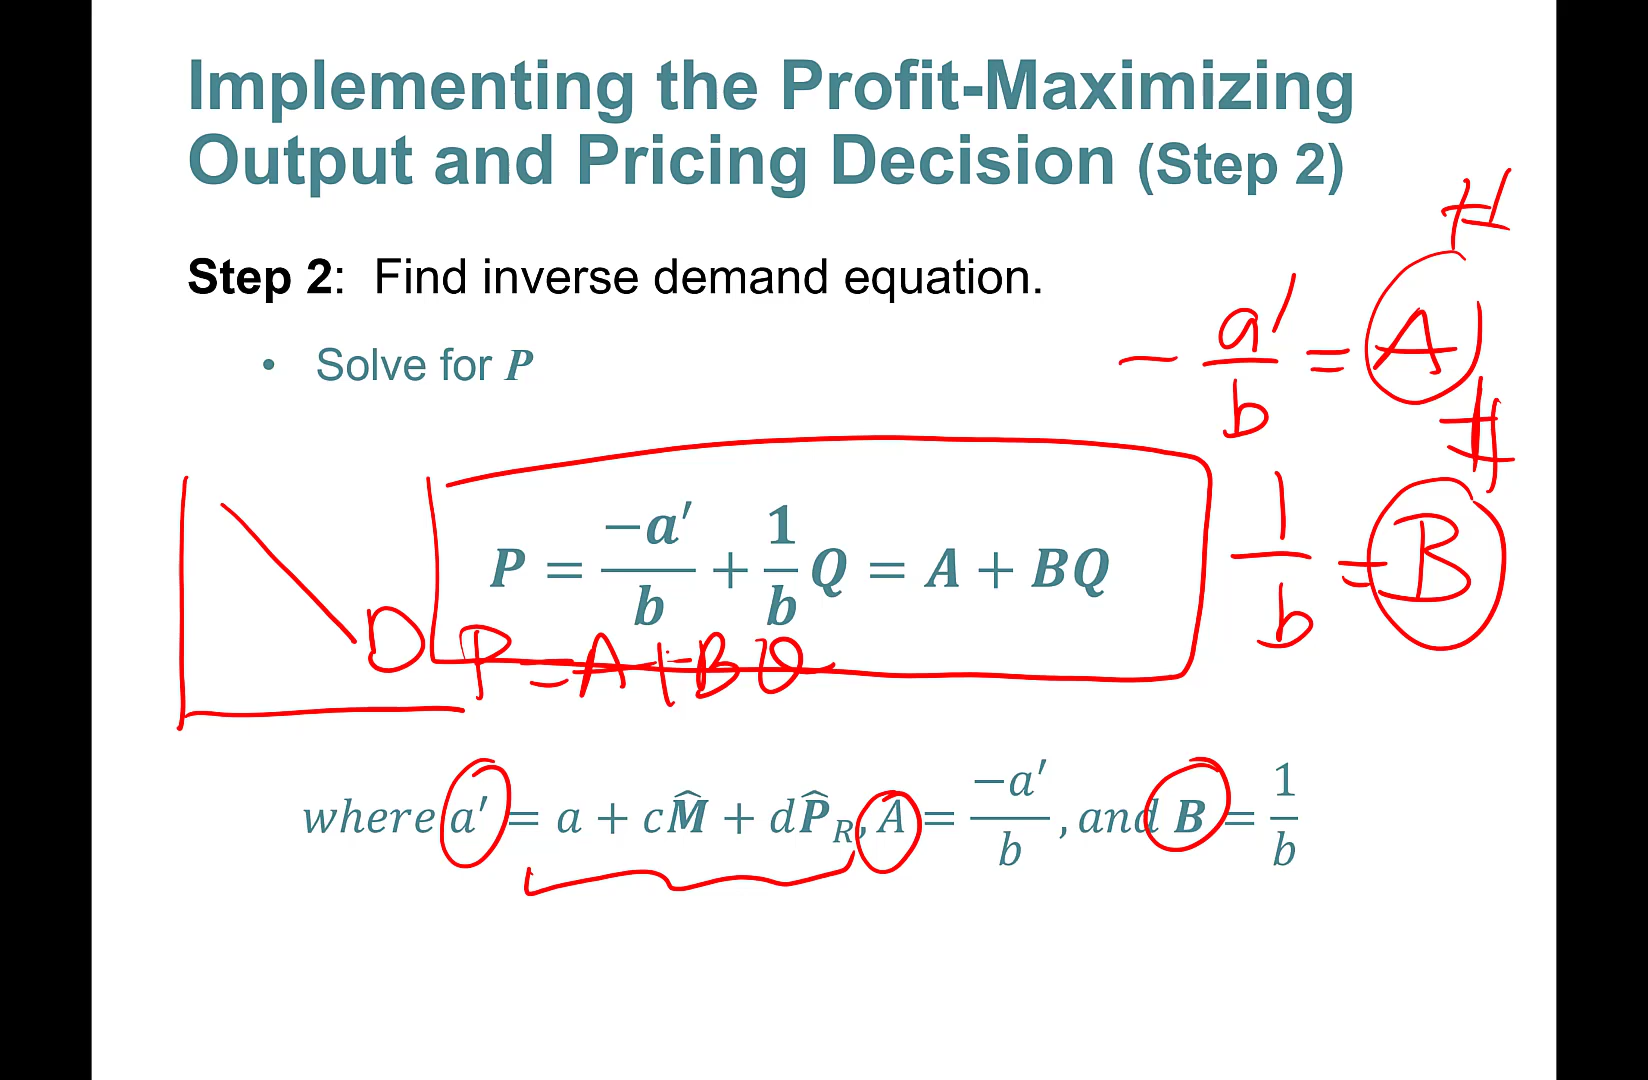 Implementing the Profit-Maximizing
Output and Pricing Decision (Step 2)
#
Step 2: Find inverse demand equation.
− a′/b = A
• Solve for P
#
P = −a′/b + 1/b Q = A + BQ
1/b = B
D
P = A + BQ
where a′ = a + cM̂ + dP̂_R, A = −a′/b, and B = 1/b